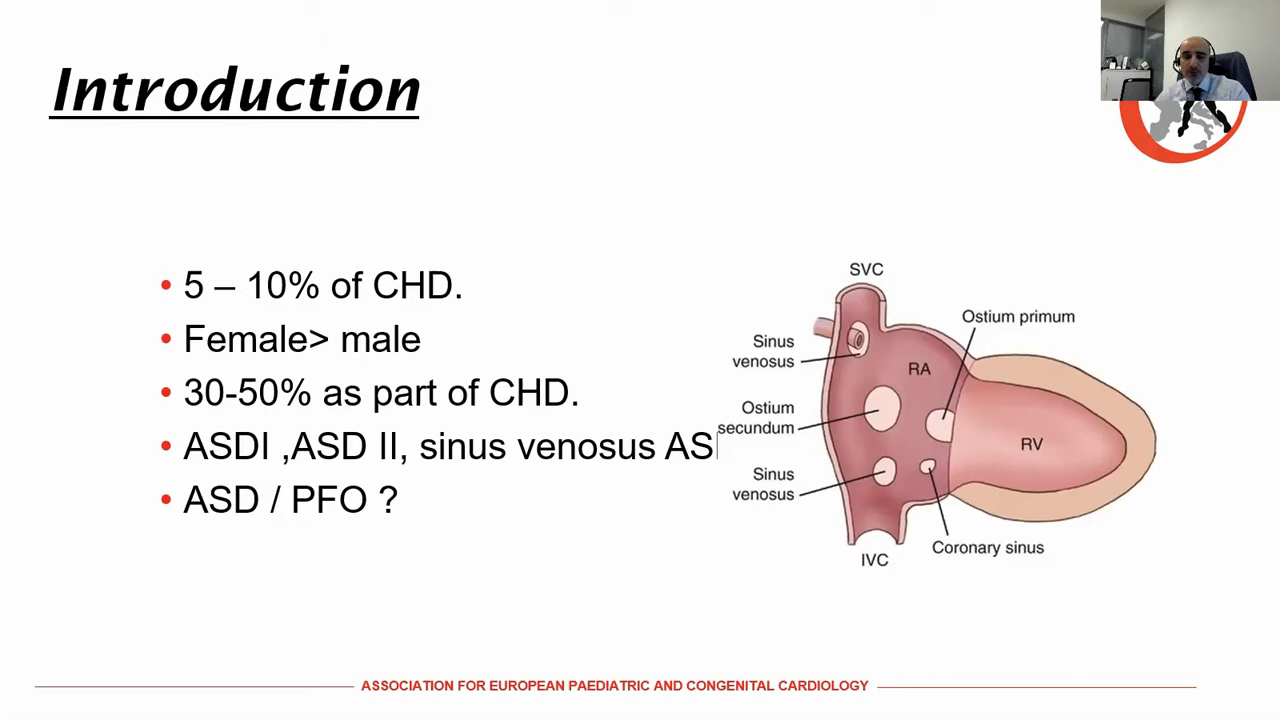 Introduction
• 5 – 10% of CHD.
• Female> male
• 30-50% as part of CHD.
• ASDI ,ASD II, sinus venosus AS
• ASD / PFO ?
SVC
Ostium primum
Sinus
venosus
RA
Ostium
secundum
RV
Sinus
venosus
Coronary sinus
IVC
ASSOCIATION FOR EUROPEAN PAEDIATRIC AND CONGENITAL CARDIOLOGY